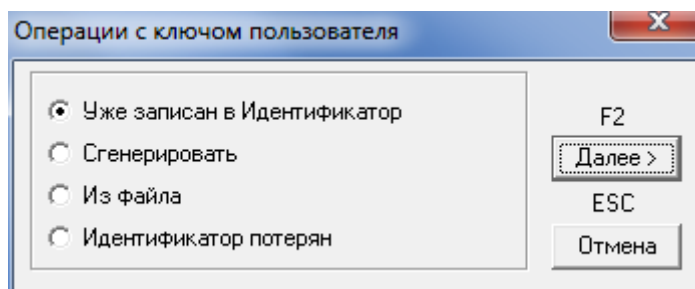 Операции с ключом пользователя
Уже записан в Идентификатор
Сгенерировать
Из файла
Идентификатор потерян
F2
Далее >
ESC
Отмена